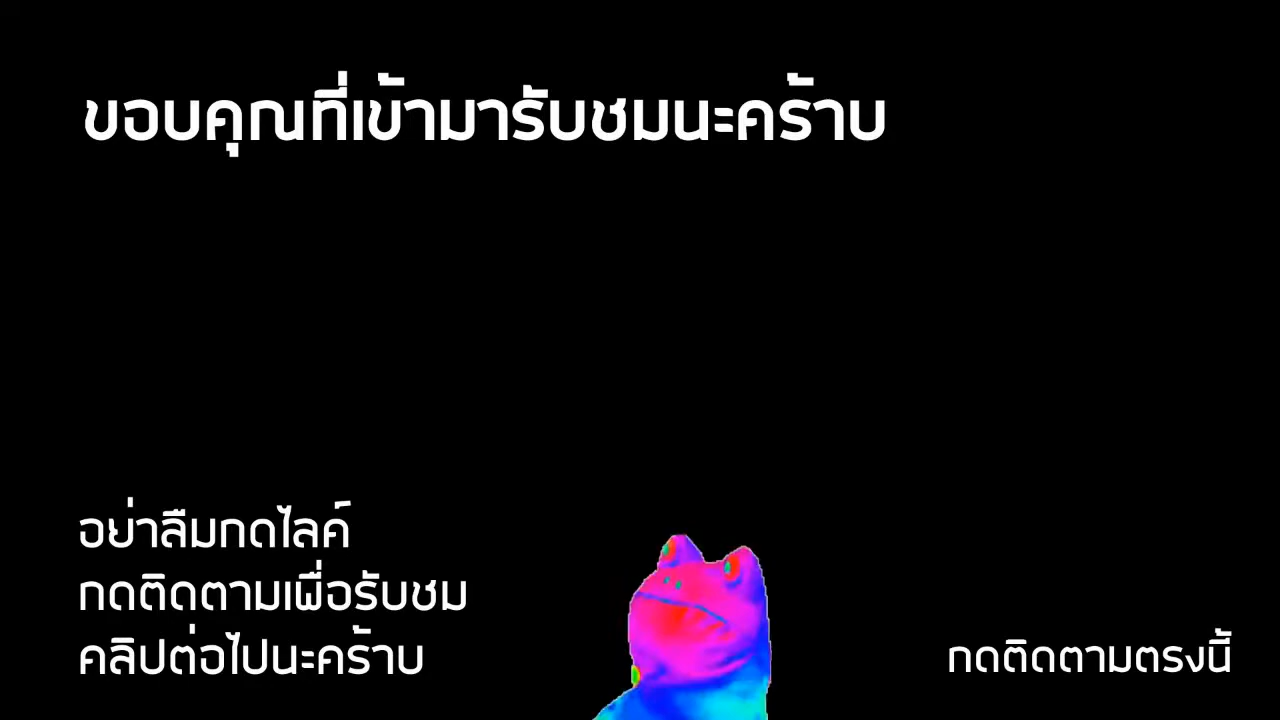 ขอบคุณที่เข้ามารับชมนะคร้าบ
อย่าลืมกดไลค์
กดติดตามเพื่อรับชม
คลิปต่อไปนะคร้าบ
กดติดตามตรงนี้